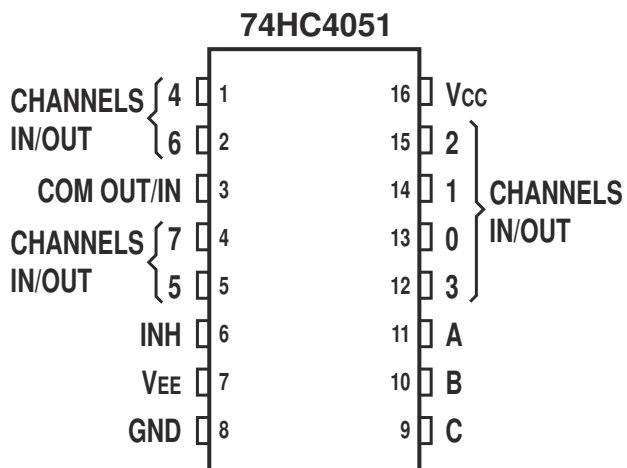 74HC4051
CHANNELS IN/OUT
4 1
6 2
COM OUT/IN 3
CHANNELS IN/OUT
7 4
5 5
INH 6
VEE 7
GND 8
16 VCC
15 2
14 1
13 0
12 3
CHANNELS IN/OUT
11 A
10 B
9 C